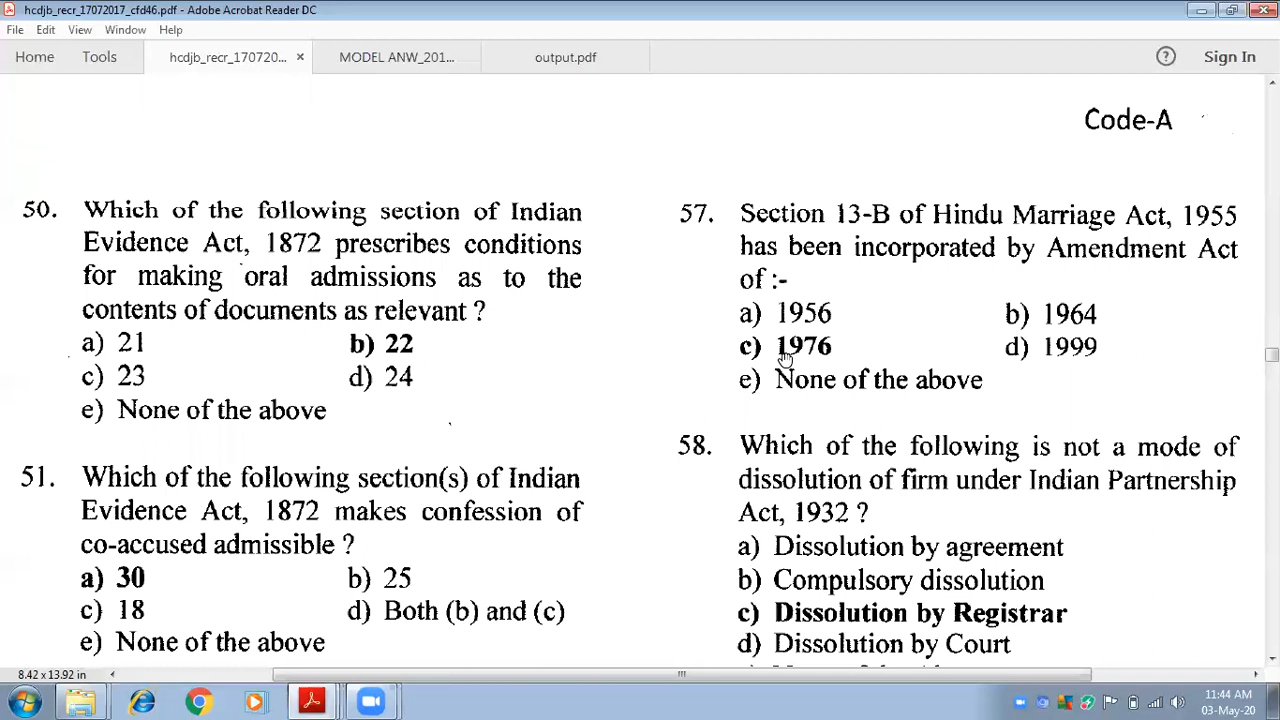 hcdjb_recr_17072017_cfd46.pdf - Adobe Acrobat Reader DC
File Edit View Window Help
Home Tools hcdjb_recr_170720... × MODEL ANW_201... output.pdf ? Sign In
Code-A
50. Which of the following section of Indian
Evidence Act, 1872 prescribes conditions
for making oral admissions as to the
contents of documents as relevant ?
a) 21 b) 22
c) 23 d) 24
e) None of the above
51. Which of the following section(s) of Indian
Evidence Act, 1872 makes confession of
co-accused admissible ?
a) 30 b) 25
c) 18 d) Both (b) and (c)
e) None of the above
57. Section 13-B of Hindu Marriage Act, 1955
has been incorporated by Amendment Act
of :-
a) 1956 b) 1964
c) 1976 d) 1999
e) None of the above
58. Which of the following is not a mode of
dissolution of firm under Indian Partnership
Act, 1932 ?
a) Dissolution by agreement
b) Compulsory dissolution
c) Dissolution by Registrar
d) Dissolution by Court
8.42 x 13.92 in
11:44 AM
03-May-20